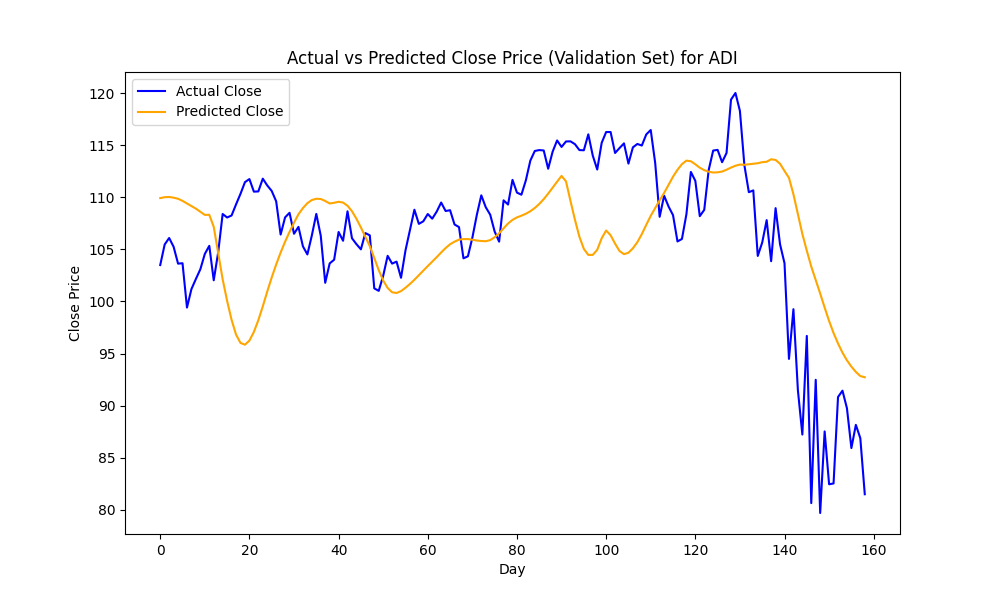 Actual vs Predicted Close Price (Validation Set) for ADI
Actual Close
Predicted Close
Close Price
120
115
110
105
100
95
90
85
80
0 20 40 60 80 100 120 140 160
Day